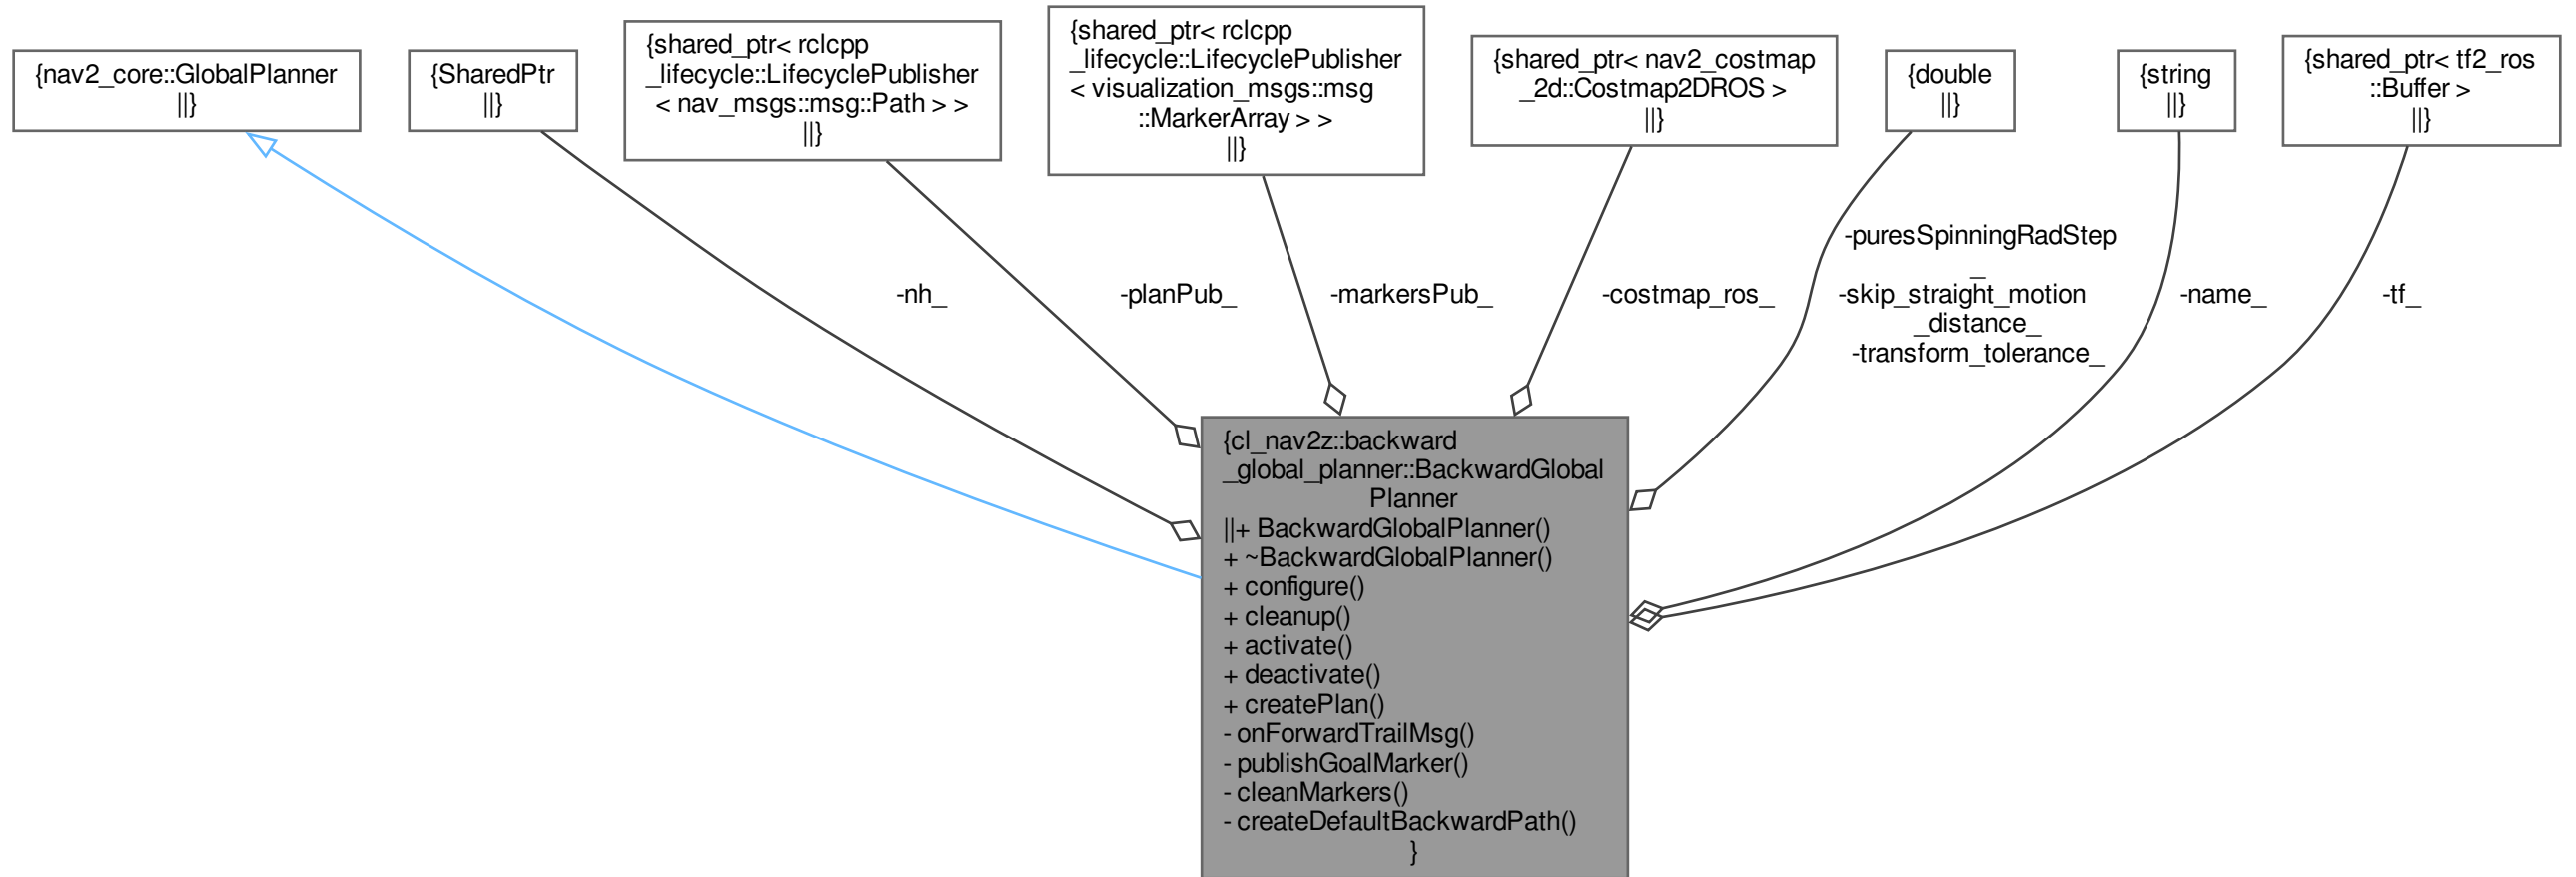 {nav2_core::GlobalPlanner
||}
{SharedPtr
||}
{shared_ptr< rclcpp
_lifecycle::LifecyclePublisher
< nav_msgs::msg::Path > >
||}
{shared_ptr< rclcpp
_lifecycle::LifecyclePublisher
< visualization_msgs::msg
::MarkerArray > >
||}
{shared_ptr< nav2_costmap
_2d::Costmap2DROS >
||}
{double
||}
{string
||}
{shared_ptr< tf2_ros
::Buffer >
||}
-nh_
-planPub_
-markersPub_
-costmap_ros_
-puresSpinningRadStep
_
-skip_straight_motion
_distance_
-transform_tolerance_
-name_
-tf_
{cl_nav2z::backward
_global_planner::BackwardGlobal
Planner
||+ BackwardGlobalPlanner()
+ ~BackwardGlobalPlanner()
+ configure()
+ cleanup()
+ activate()
+ deactivate()
+ createPlan()
- onForwardTrailMsg()
- publishGoalMarker()
- cleanMarkers()
- createDefaultBackwardPath()
}